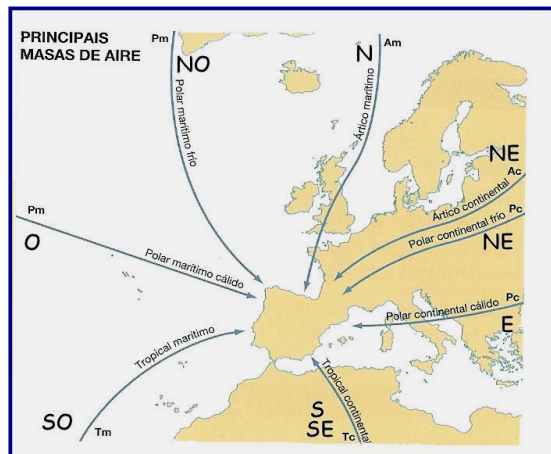 PRINCIPAIS
MASAS DE AIRE
Pm
NO
Polar marítimo frío
N
Am
Ártico marítimo
NE
Ac
Ártico continental
Pc
Polar continental frío
NE
Pm
O
Polar marítimo cálido
Pc
Polar continental cálido
E
Tropical marítimo
SO
Tm
S
SE
Tc
Tropical continental